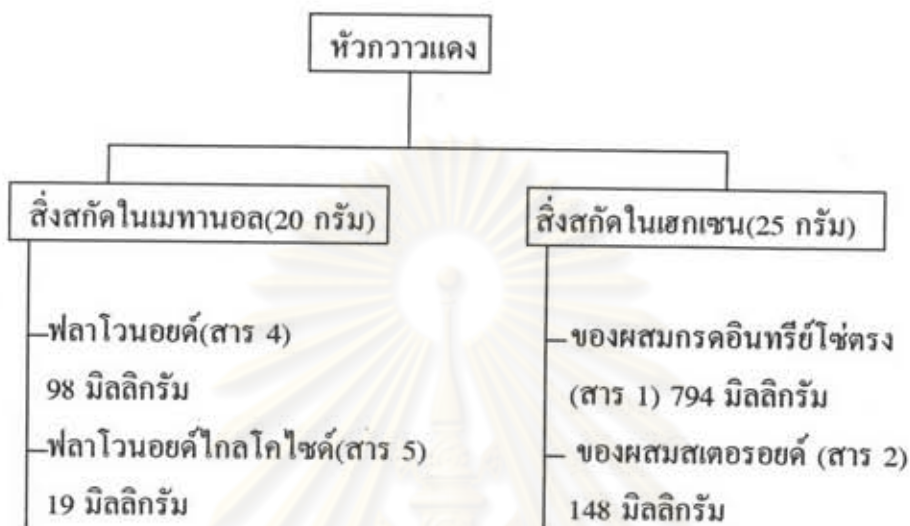 หัวกวาวแดง
สิ่งสกัดในเมทานอล(20 กรัม)
ฟลาโวนอยด์(สาร 4)
98 มิลลิกรัม
ฟลาโวนอยด์ไกลโคไซด์(สาร 5)
19 มิลลิกรัม
สิ่งสกัดในเฮกเซน(25 กรัม)
ของผสมกรดอินทรีย์โซ่ตรง
(สาร 1) 794 มิลลิกรัม
ของผสมสเตอรอยด์ (สาร 2)
148 มิลลิกรัม